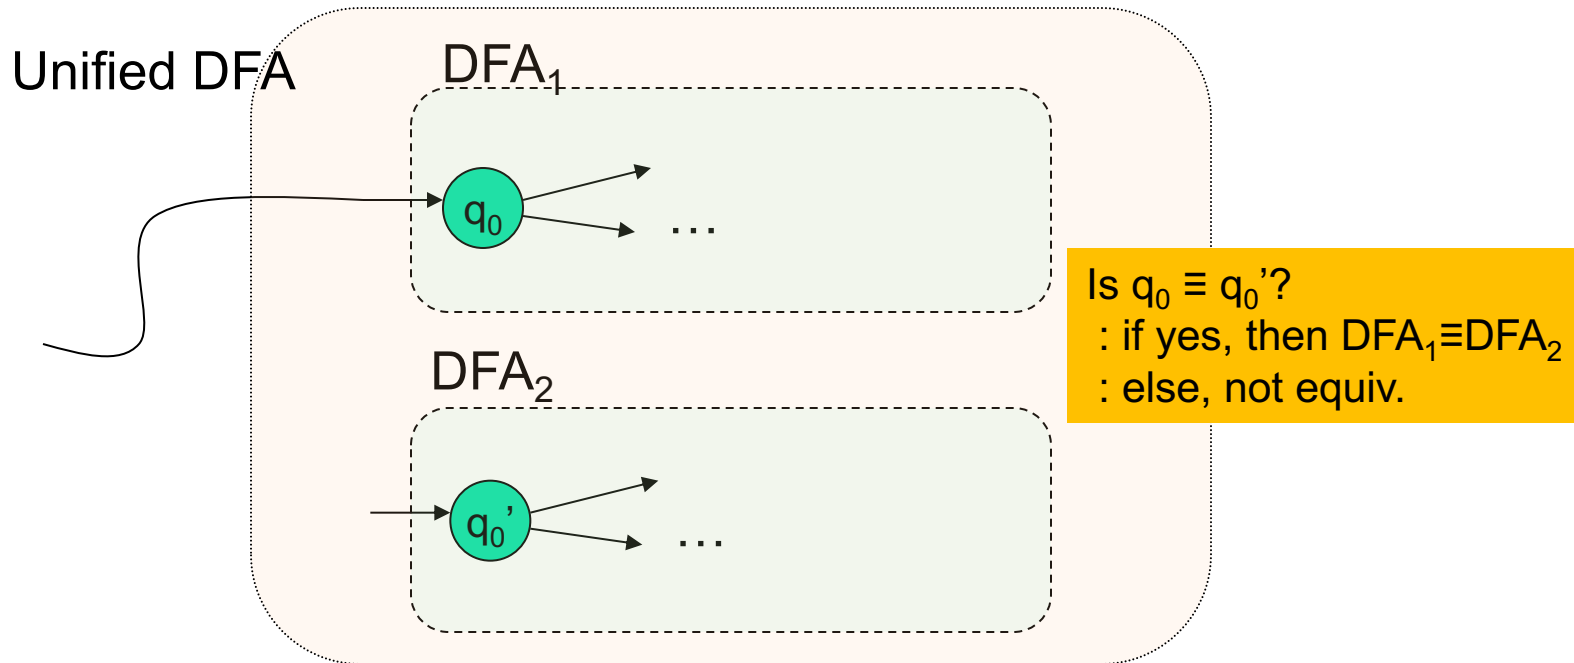 Unified DFA
DFA₁
q₀
...
Is q₀ ≡ q₀’?
: if yes, then DFA₁≡DFA₂
: else, not equiv.
DFA₂
q₀’
...